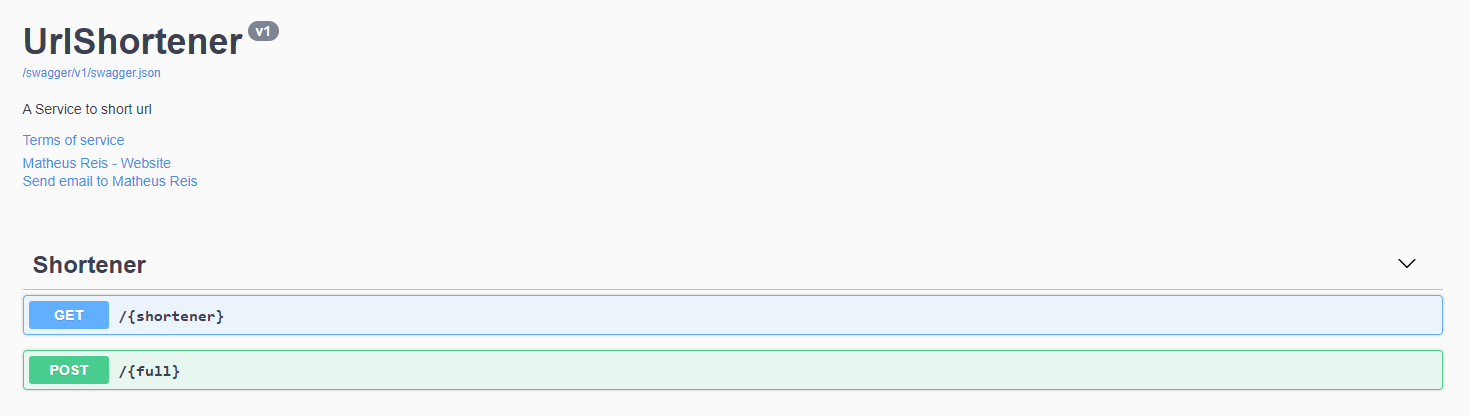 UrlShortener v1
/swagger/v1/swagger.json
A Service to short url
Terms of service
Matheus Reis - Website
Send email to Matheus Reis
Shortener
GET /{shortener}
POST /{full}